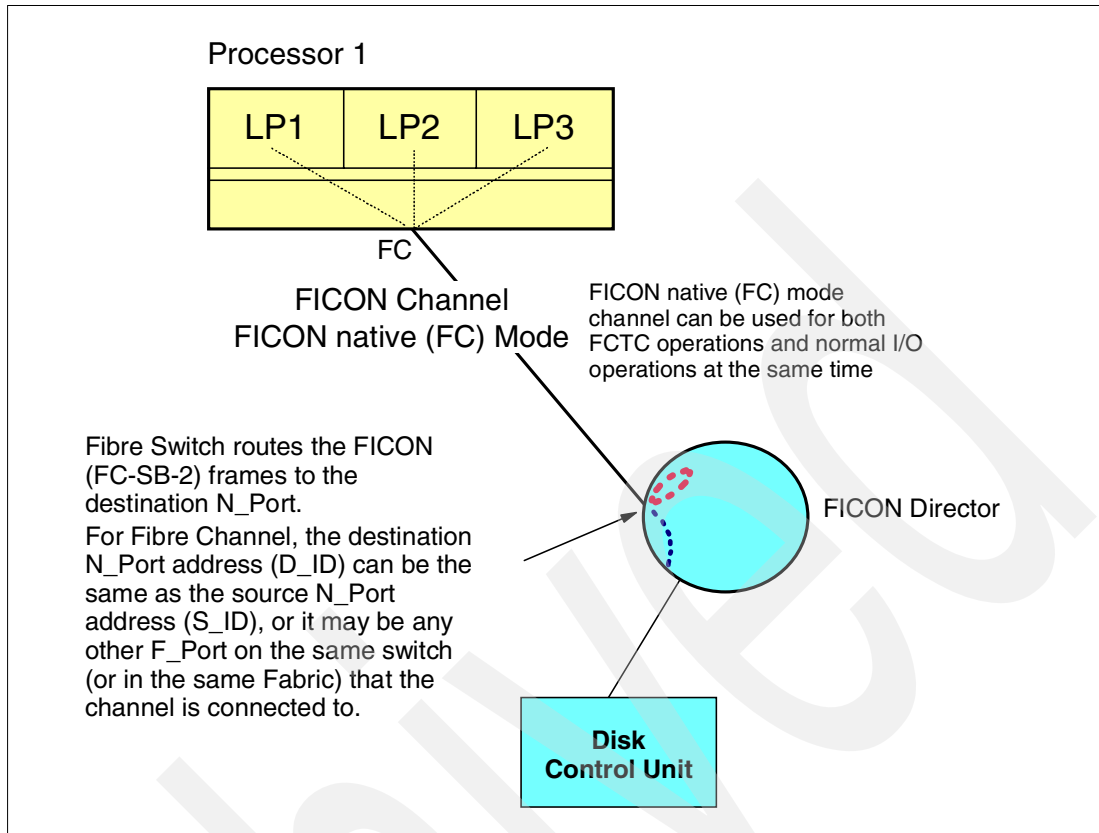 Processor 1
LP1 LP2 LP3
FC
FICON Channel
FICON native (FC) Mode
FICON native (FC) mode
channel can be used for both
FCTC operations and normal I/O
operations at the same time
Fibre Switch routes the FICON
(FC-SB-2) frames to the
destination N_Port.
For Fibre Channel, the destination
N_Port address (D_ID) can be the
same as the source N_Port
address (S_ID), or it may be any
other F_Port on the same switch
(or in the same Fabric) that the
channel is connected to.
FICON Director
Disk
Control Unit